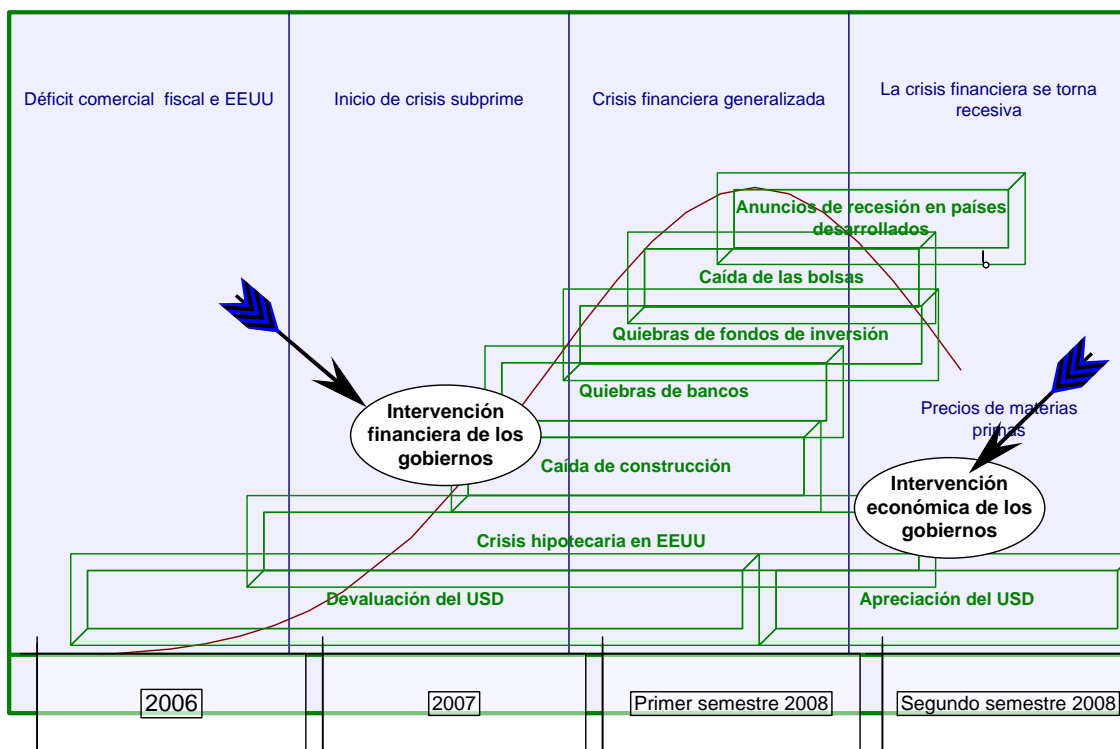 Déficit comercial fiscal e EEUU
Inicio de crisis subprime
Crisis financiera generalizada
La crisis financiera se torna
recesiva
Anuncios de recesión en países
desarrollados
Caída de las bolsas
Quiebras de fondos de inversión
Quiebras de bancos
Intervención
financiera de los
gobiernos
Precios de materias
primas
Caída de construcción
Intervención
económica de los
gobiernos
Crisis hipotecaria en EEUU
Devaluación del USD
Apreciación del USD
2006
2007
Primer semestre 2008
Segundo semestre 2008